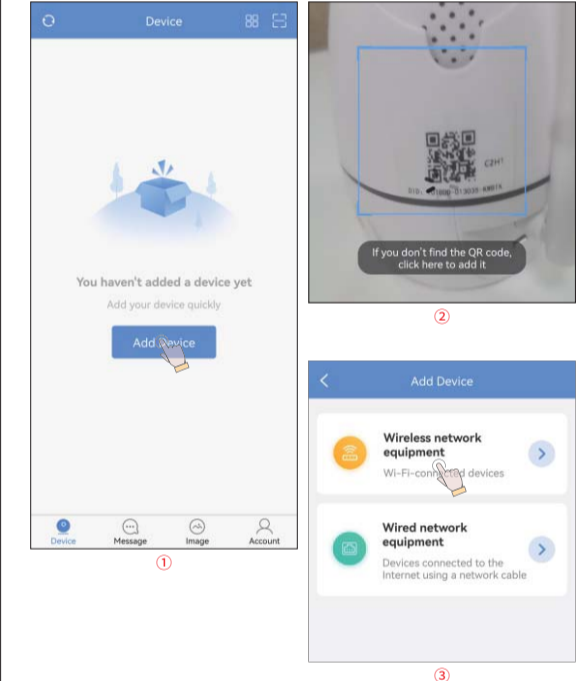 Device
You haven't added a device yet
Add your device quickly
Add Device
Device
Message
Image
Account
①
CZH1
If you don't find the QR code,
click here to add it
②
Add Device
Wireless network
equipment
Wi-Fi-connected devices
Wired network
equipment
Devices connected to the
Internet using a network cable
③